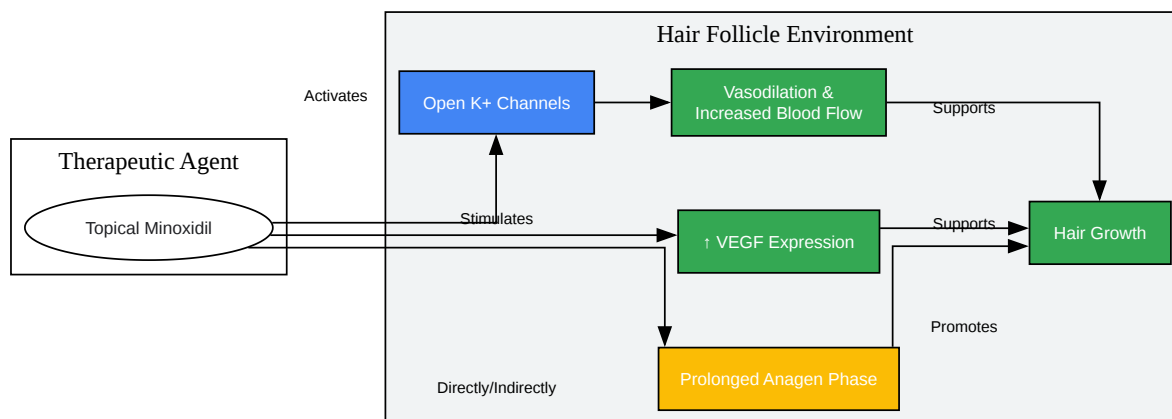 Hair Follicle Environment
Activates
Open K+ Channels
Vasodilation &
Increased Blood Flow
Supports
Therapeutic Agent
Topical Minoxidil
Stimulates
↑ VEGF Expression
Supports
Hair Growth
Promotes
Prolonged Anagen Phase
Directly/Indirectly